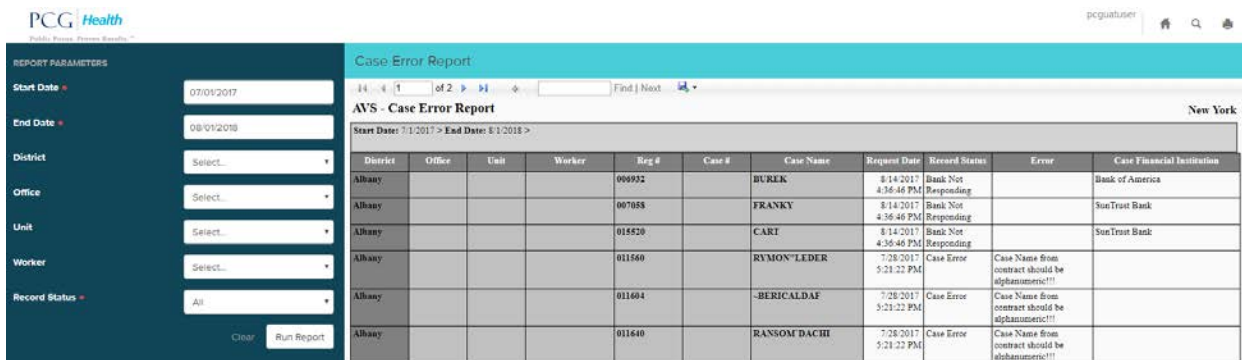 PCG Health
Public Focus. Proven Results.™
pcguatuser
REPORT PARAMETERS
Start Date *
07/01/2017
End Date *
08/01/2018
District
Select...
Office
Select...
Unit
Select...
Worker
Select...
Record Status *
All
Clear
Run Report
Case Error Report
1 of 2
Find | Next
AVS - Case Error Report
New York
Start Date: 7/1/2017 > End Date: 8/1/2018 >
District Office Unit Worker Reg # Case # Case Name Request Date Record Status Error Case Financial Institution
Albany 006932 BUREK 8/14/2017 Bank Not Bank of America
4:36:46 PM Responding
Albany 007058 FRANKY 8/14/2017 Bank Not SunTrust Bank
4:36:46 PM Responding
Albany 015520 CART 8/14/2017 Bank Not SunTrust Bank
4:36:46 PM Responding
Albany 011560 RYMON"LEDER 7/28/2017 Case Error Case Name from
5:21:22 PM contract should be
alphanumeric!!!
Albany 011604 ~BERICALDAF 7/28/2017 Case Error Case Name from
5:21:22 PM contract should be
alphanumeric!!!
Albany 011640 RANSOM`DACHI 7/28/2017 Case Error Case Name from
5:21:22 PM contract should be
alphanumeric!!!